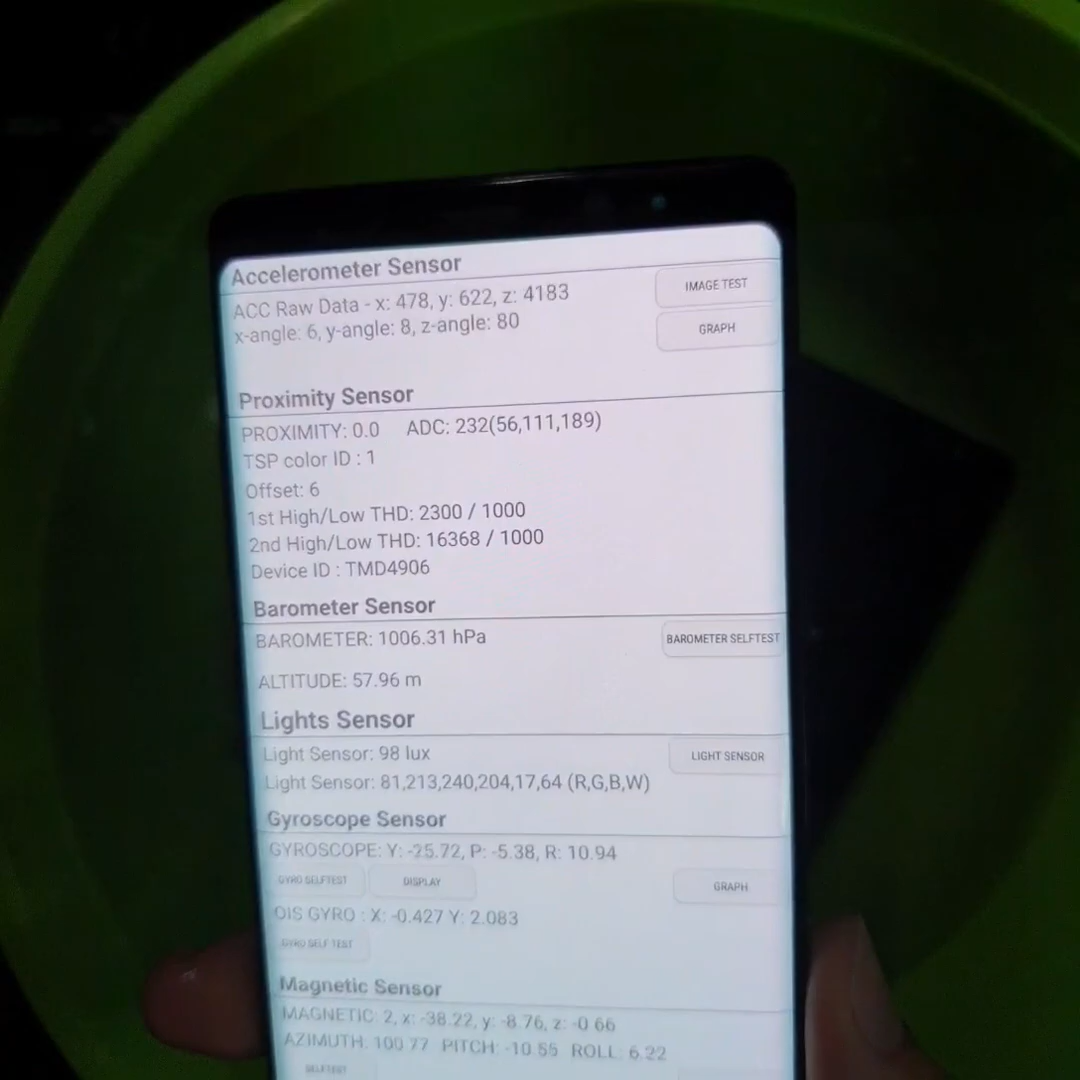 Accelerometer Sensor
ACC Raw Data - x: 478, y: 622, z: 4183
IMAGE TEST
x-angle: 6, y-angle: 8, z-angle: 80
GRAPH
Proximity Sensor
PROXIMITY: 0.0 ADC: 232(56,111,189)
TSP color ID : 1
Offset: 6
1st High/Low THD: 2300 / 1000
2nd High/Low THD: 16368 / 1000
Device ID : TMD4906
Barometer Sensor
BAROMETER: 1006.31 hPa
BAROMETER SELFTEST
ALTITUDE: 57.96 m
Lights Sensor
Light Sensor: 98 lux
LIGHT SENSOR
Light Sensor: 81,213,240,204,17,64 (R,G,B,W)
Gyroscope Sensor
GYROSCOPE: Y: -25.72, P: -5.38, R: 10.94
GYRO SELFTEST
DISPLAY
GRAPH
OIS GYRO : X: -0.427 Y: 2.083
GYRO SELF TEST
Magnetic Sensor
MAGNETIC: 2, x: -38.22, y: -8.76, z: -0.66
AZIMUTH: 100.77 PITCH: -10.55 ROLL: 6.22
SELFTEST